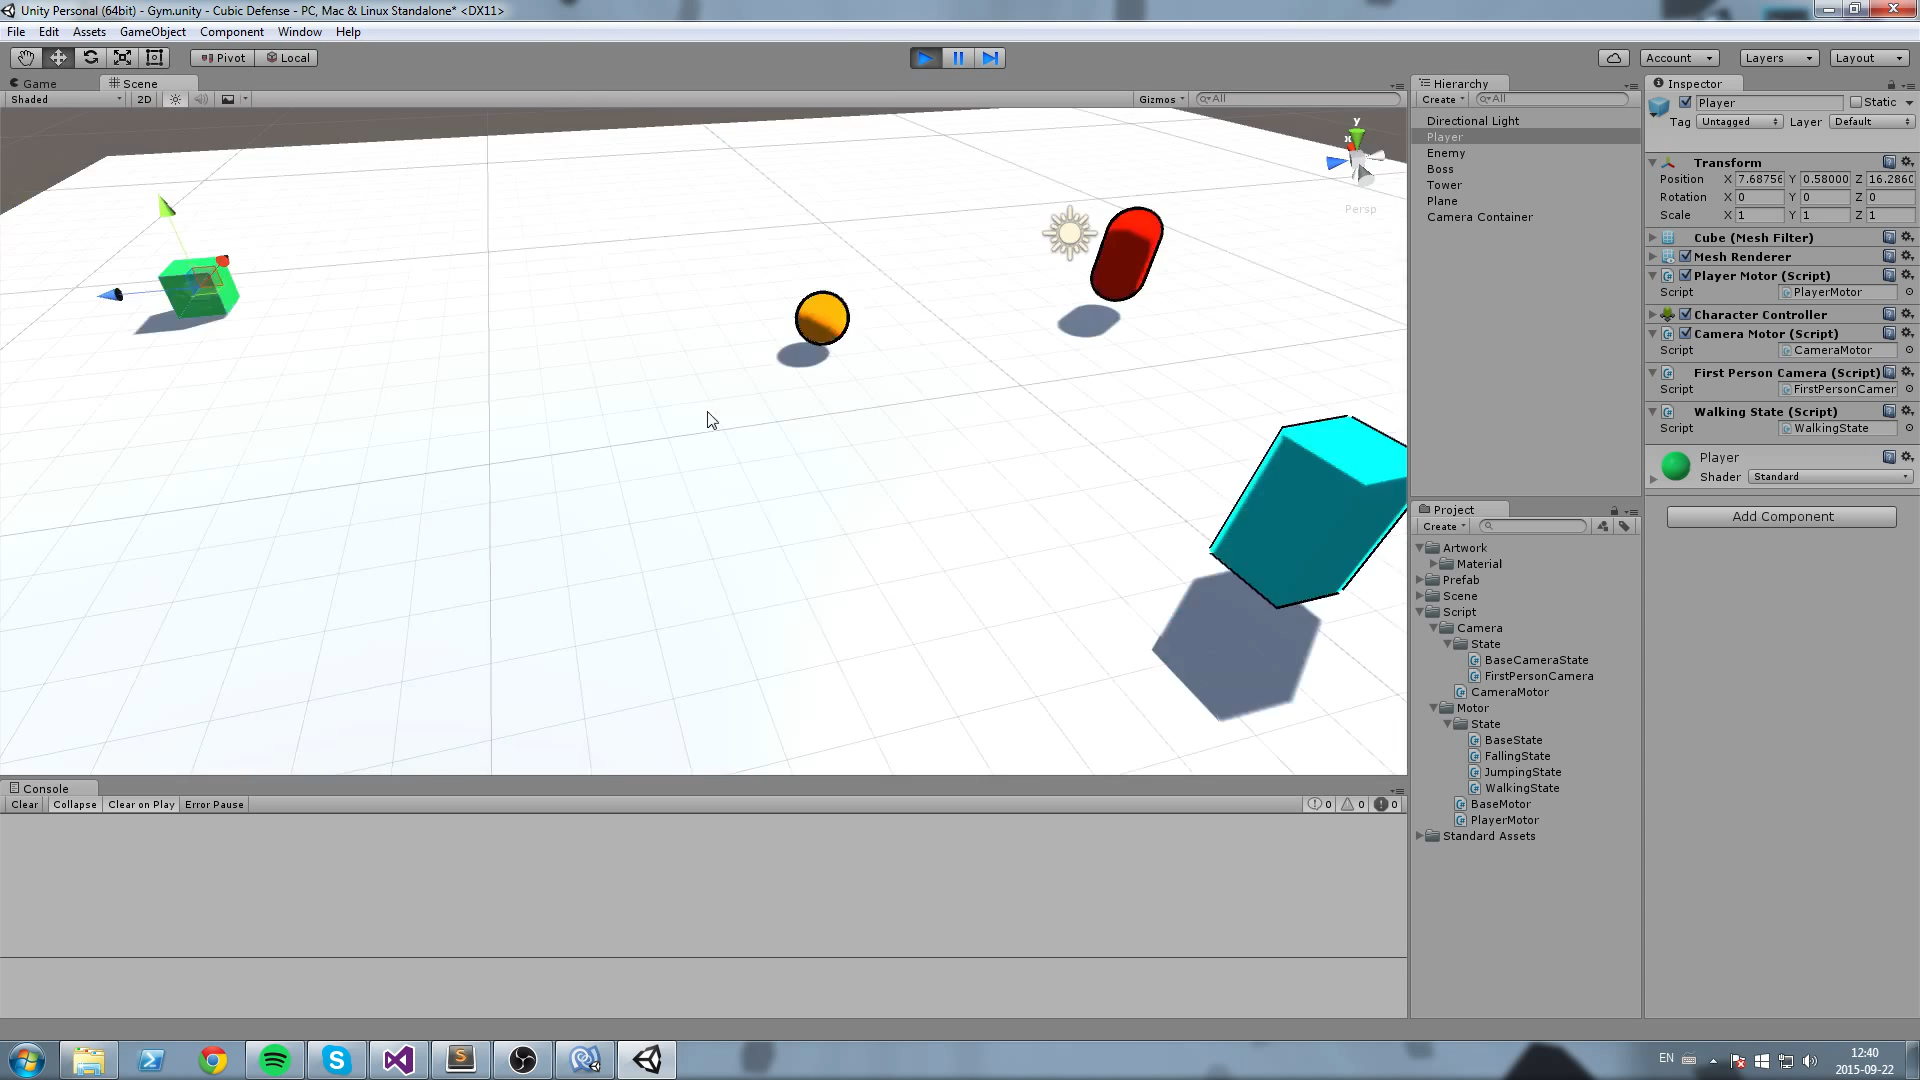 Unity Personal (64bit) - Gym.unity - Cubic Defense - PC, Mac & Linux Standalone* <DX11>
File Edit Assets GameObject Component Window Help
Pivot Local Account Layers Layout
Game Scene
Shaded 2D Gizmos All
y
x
Persp
Hierarchy
Create All
Directional Light
Player
Enemy
Boss
Tower
Plane
Camera Container
Project
Create
Artwork
Material
Prefab
Scene
Script
Camera
State
BaseCameraState
FirstPersonCamera
CameraMotor
Motor
State
BaseState
FallingState
JumpingState
WalkingState
BaseMotor
PlayerMotor
Standard Assets
Inspector
Player Static
Tag Untagged Layer Default
Transform
Position X 7.68756 Y 0.58000 Z 16.2860
Rotation X 0 Y 0 Z 0
Scale X 1 Y 1 Z 1
Cube (Mesh Filter)
Mesh Renderer
Player Motor (Script)
Script PlayerMotor
Character Controller
Camera Motor (Script)
Script CameraMotor
First Person Camera (Script)
Script FirstPersonCamer
Walking State (Script)
Script WalkingState
Player
Shader Standard
Add Component
Console
Clear Collapse Clear on Play Error Pause 0 0 0
EN 12:40
2015-09-22